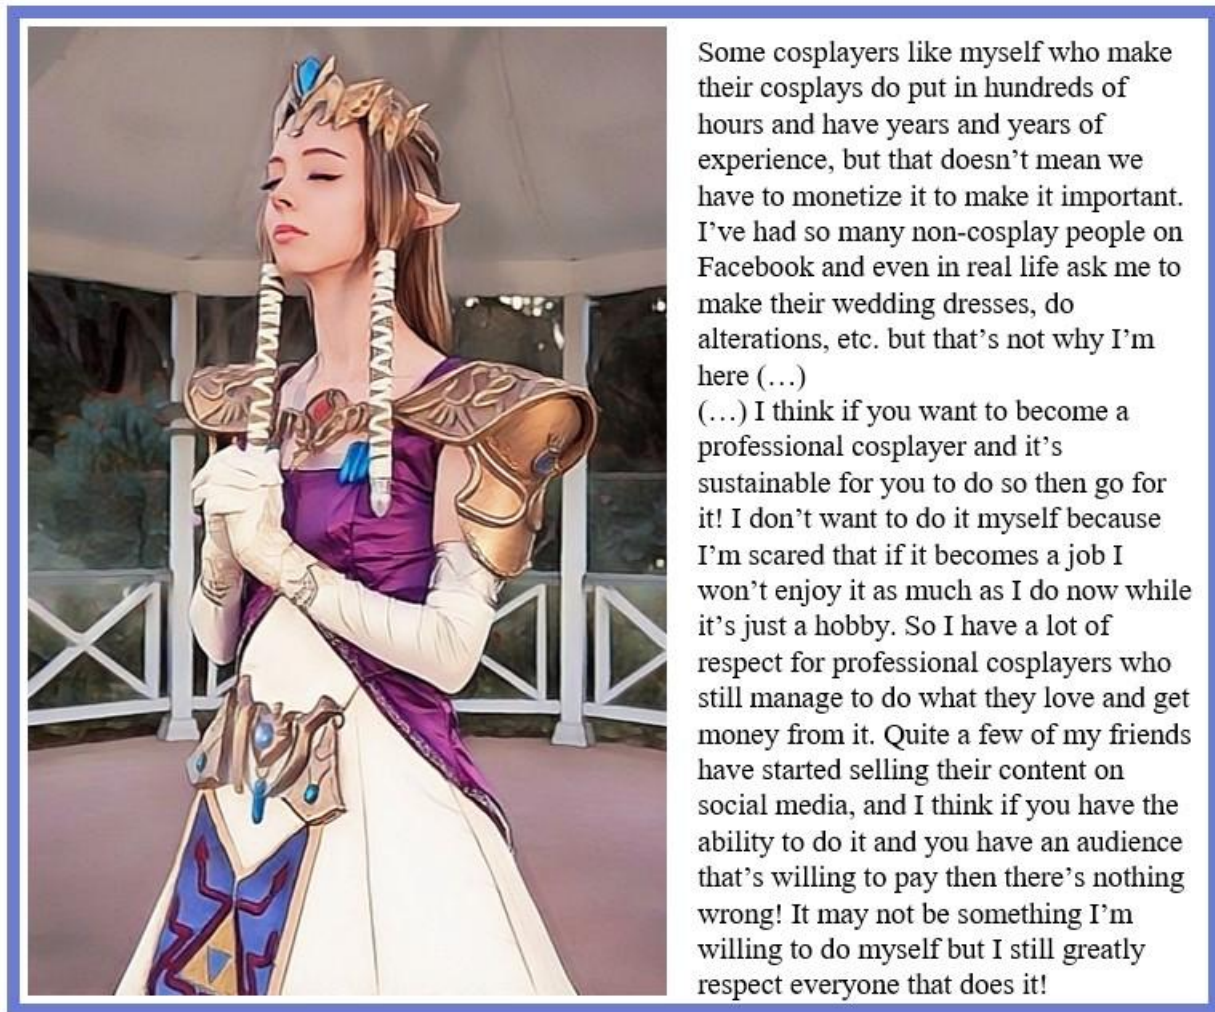 Some cosplayers like myself who make
their cosplays do put in hundreds of
hours and have years and years of
experience, but that doesn’t mean we
have to monetize it to make it important.
I’ve had so many non-cosplay people on
Facebook and even in real life ask me to
make their wedding dresses, do
alterations, etc. but that’s not why I’m
here (…)
(…) I think if you want to become a
professional cosplayer and it’s
sustainable for you to do so then go for
it! I don’t want to do it myself because
I’m scared that if it becomes a job I
won’t enjoy it as much as I do now while
it’s just a hobby. So I have a lot of
respect for professional cosplayers who
still manage to do what they love and get
money from it. Quite a few of my friends
have started selling their content on
social media, and I think if you have the
ability to do it and you have an audience
that’s willing to pay then there’s nothing
wrong! It may not be something I’m
willing to do myself but I still greatly
respect everyone that does it!